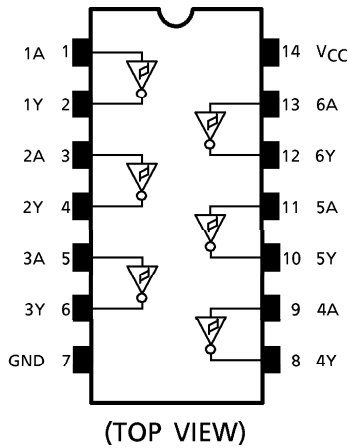 1A 1 14 VCC
1Y 2 13 6A
2A 3 12 6Y
2Y 4 11 5A
3A 5 10 5Y
3Y 6 9 4A
GND 7 8 4Y
(TOP VIEW)